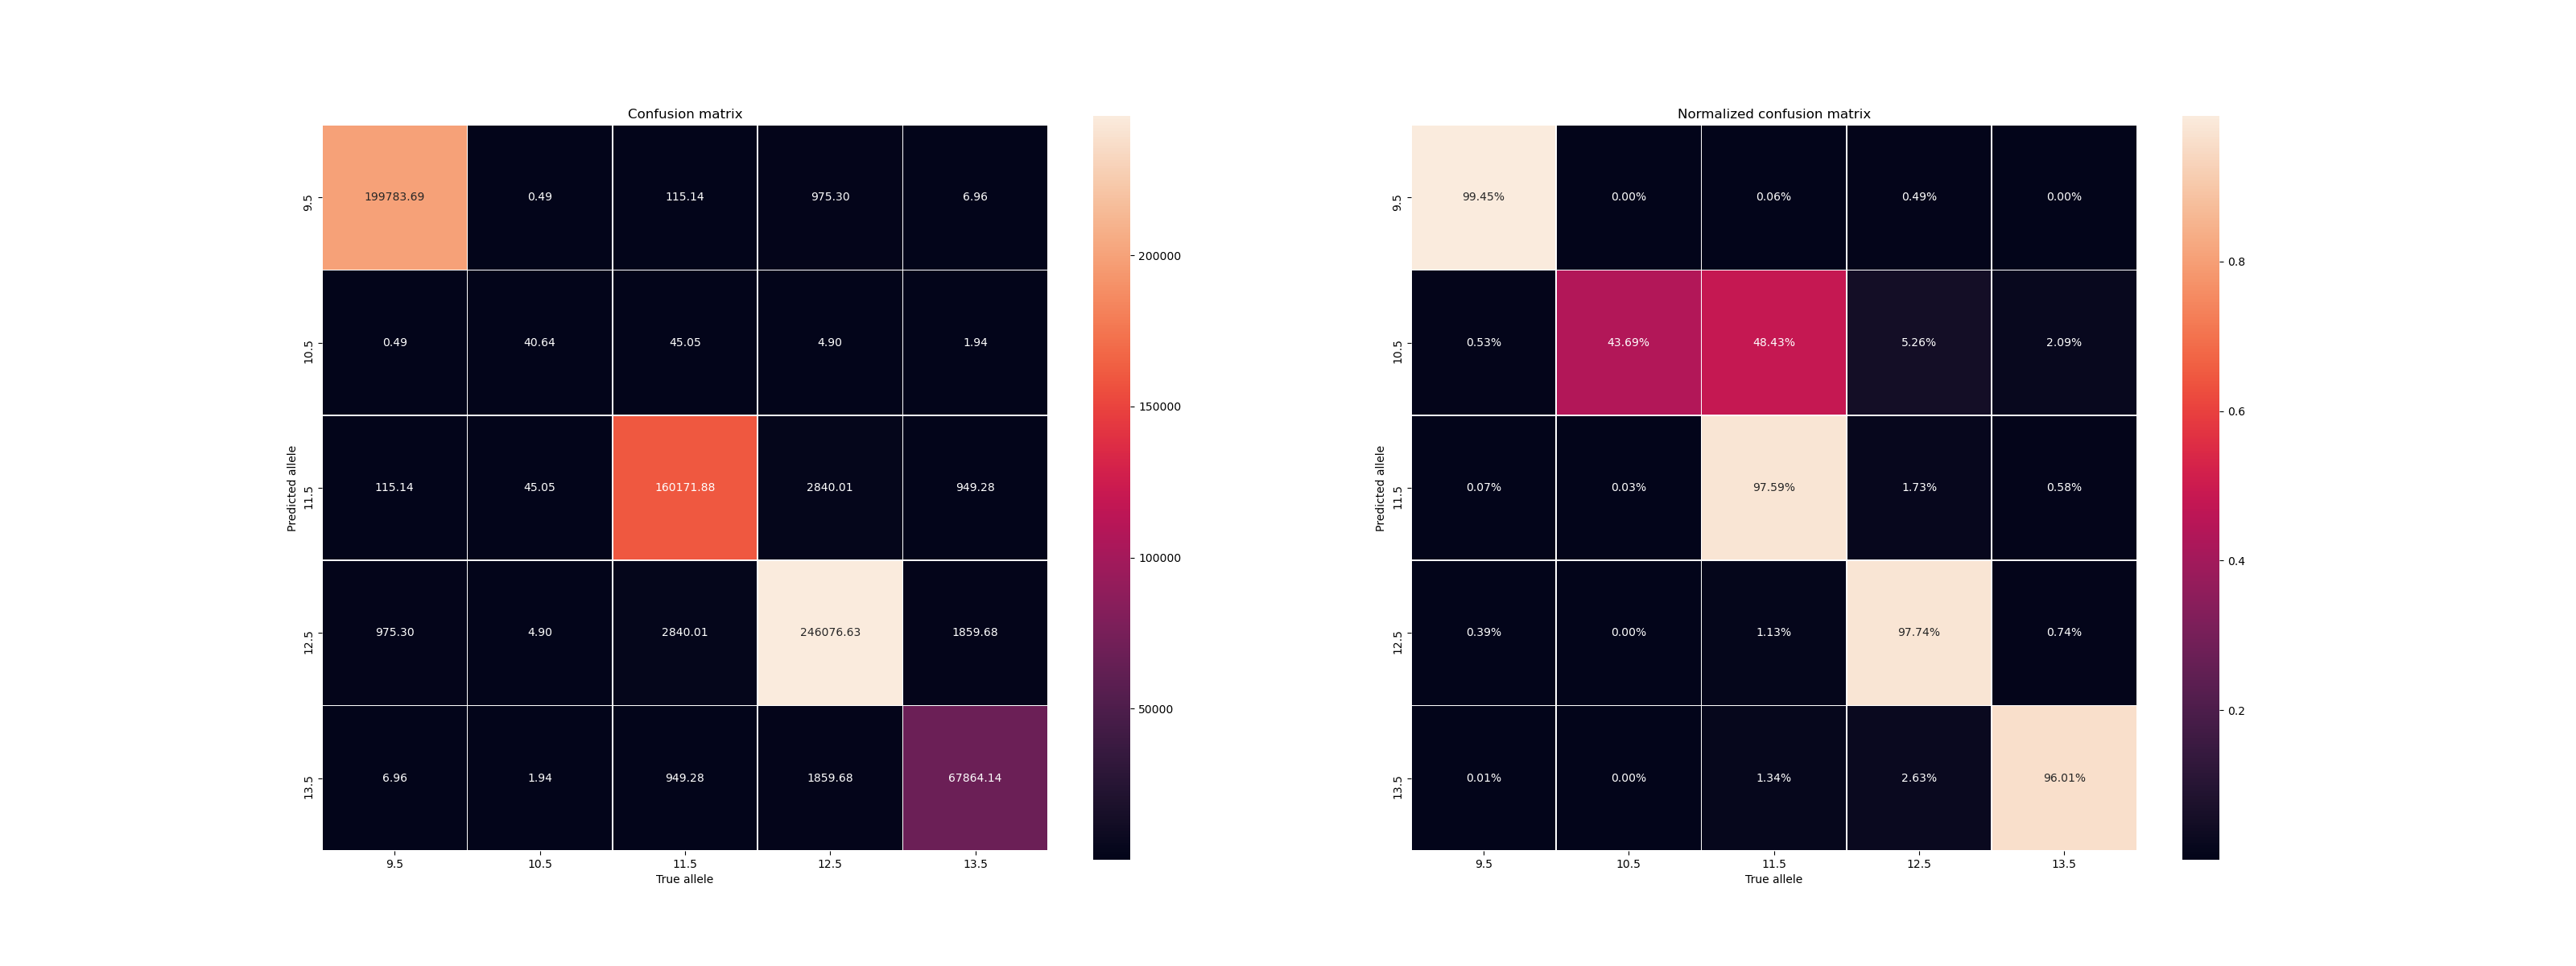 Confusion matrix
9.5 199783.69 0.49 115.14 975.30 6.96
10.5 0.49 40.64 45.05 4.90 1.94
11.5 115.14 45.05 160171.88 2840.01 949.28
12.5 975.30 4.90 2840.01 246076.63 1859.68
13.5 6.96 1.94 949.28 1859.68 67864.14
Predicted allele
9.5 10.5 11.5 12.5 13.5
True allele
200000
150000
100000
50000
Normalized confusion matrix
9.5 99.45% 0.00% 0.06% 0.49% 0.00%
10.5 0.53% 43.69% 48.43% 5.26% 2.09%
11.5 0.07% 0.03% 97.59% 1.73% 0.58%
12.5 0.39% 0.00% 1.13% 97.74% 0.74%
13.5 0.01% 0.00% 1.34% 2.63% 96.01%
Predicted allele
9.5 10.5 11.5 12.5 13.5
True allele
0.8
0.6
0.4
0.2